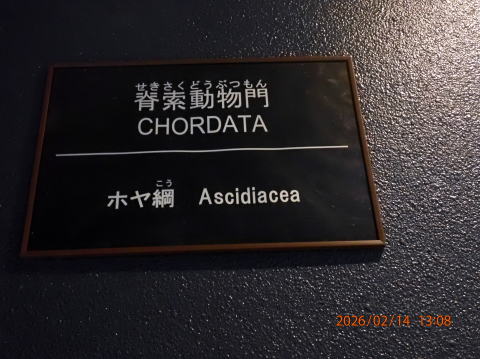 せきさくどうぶつもん
脊索動物門
CHORDATA
こう
ホヤ綱 Ascidiacea
2026/02/14 13:08